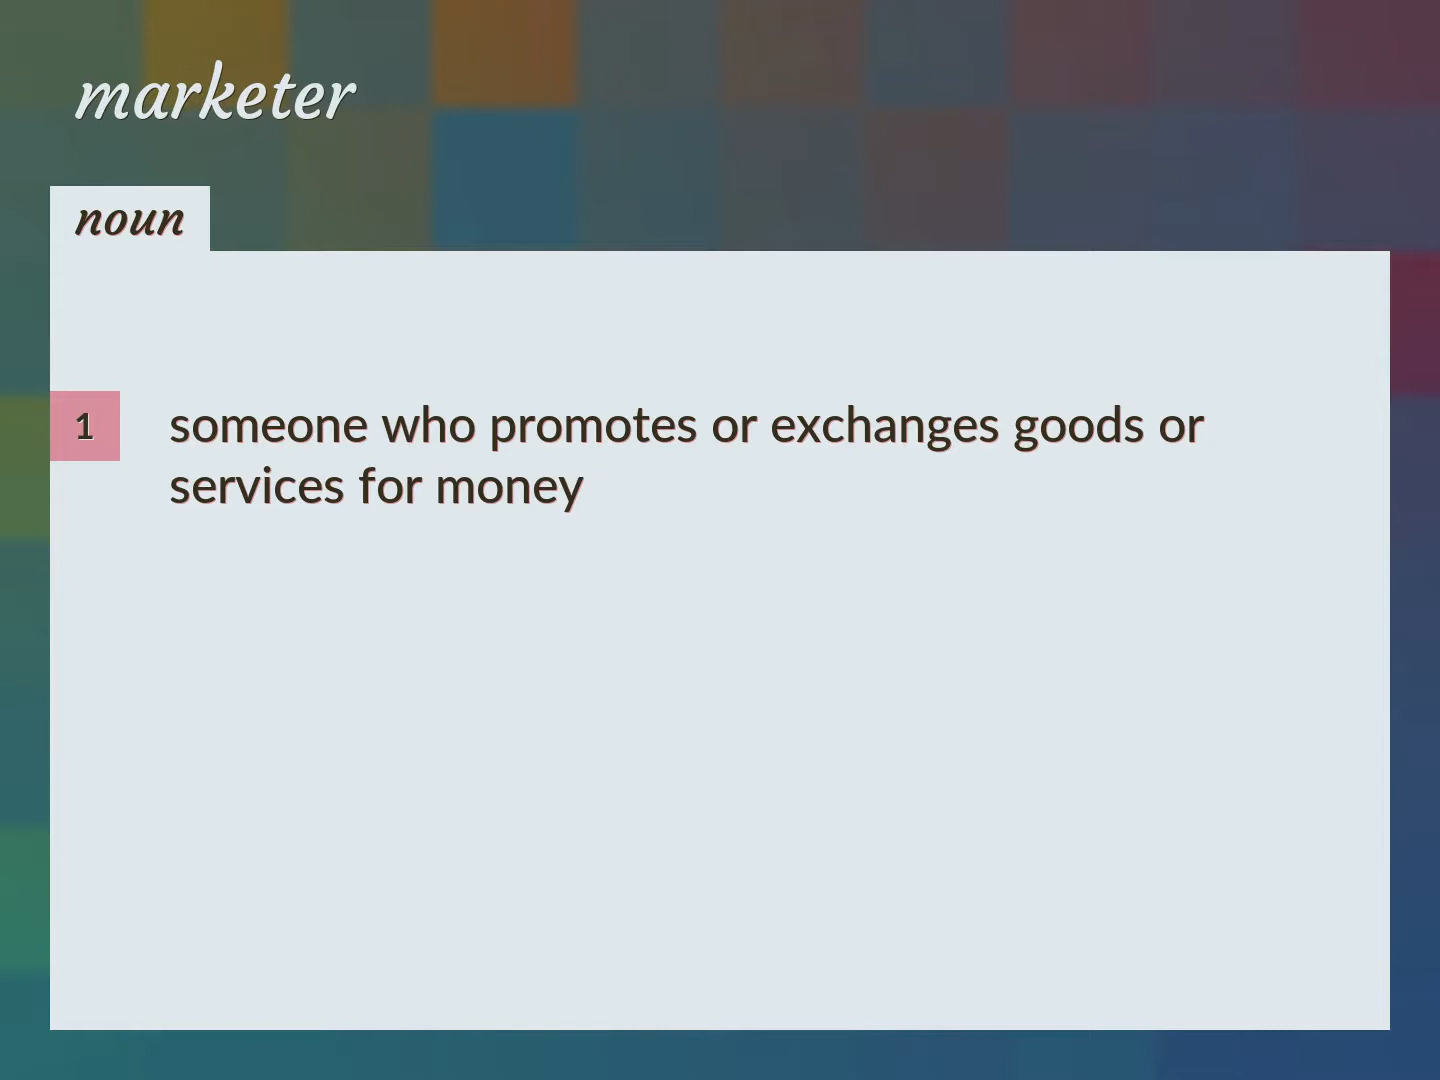 marketer
noun
1
someone who promotes or exchanges goods or
services for money